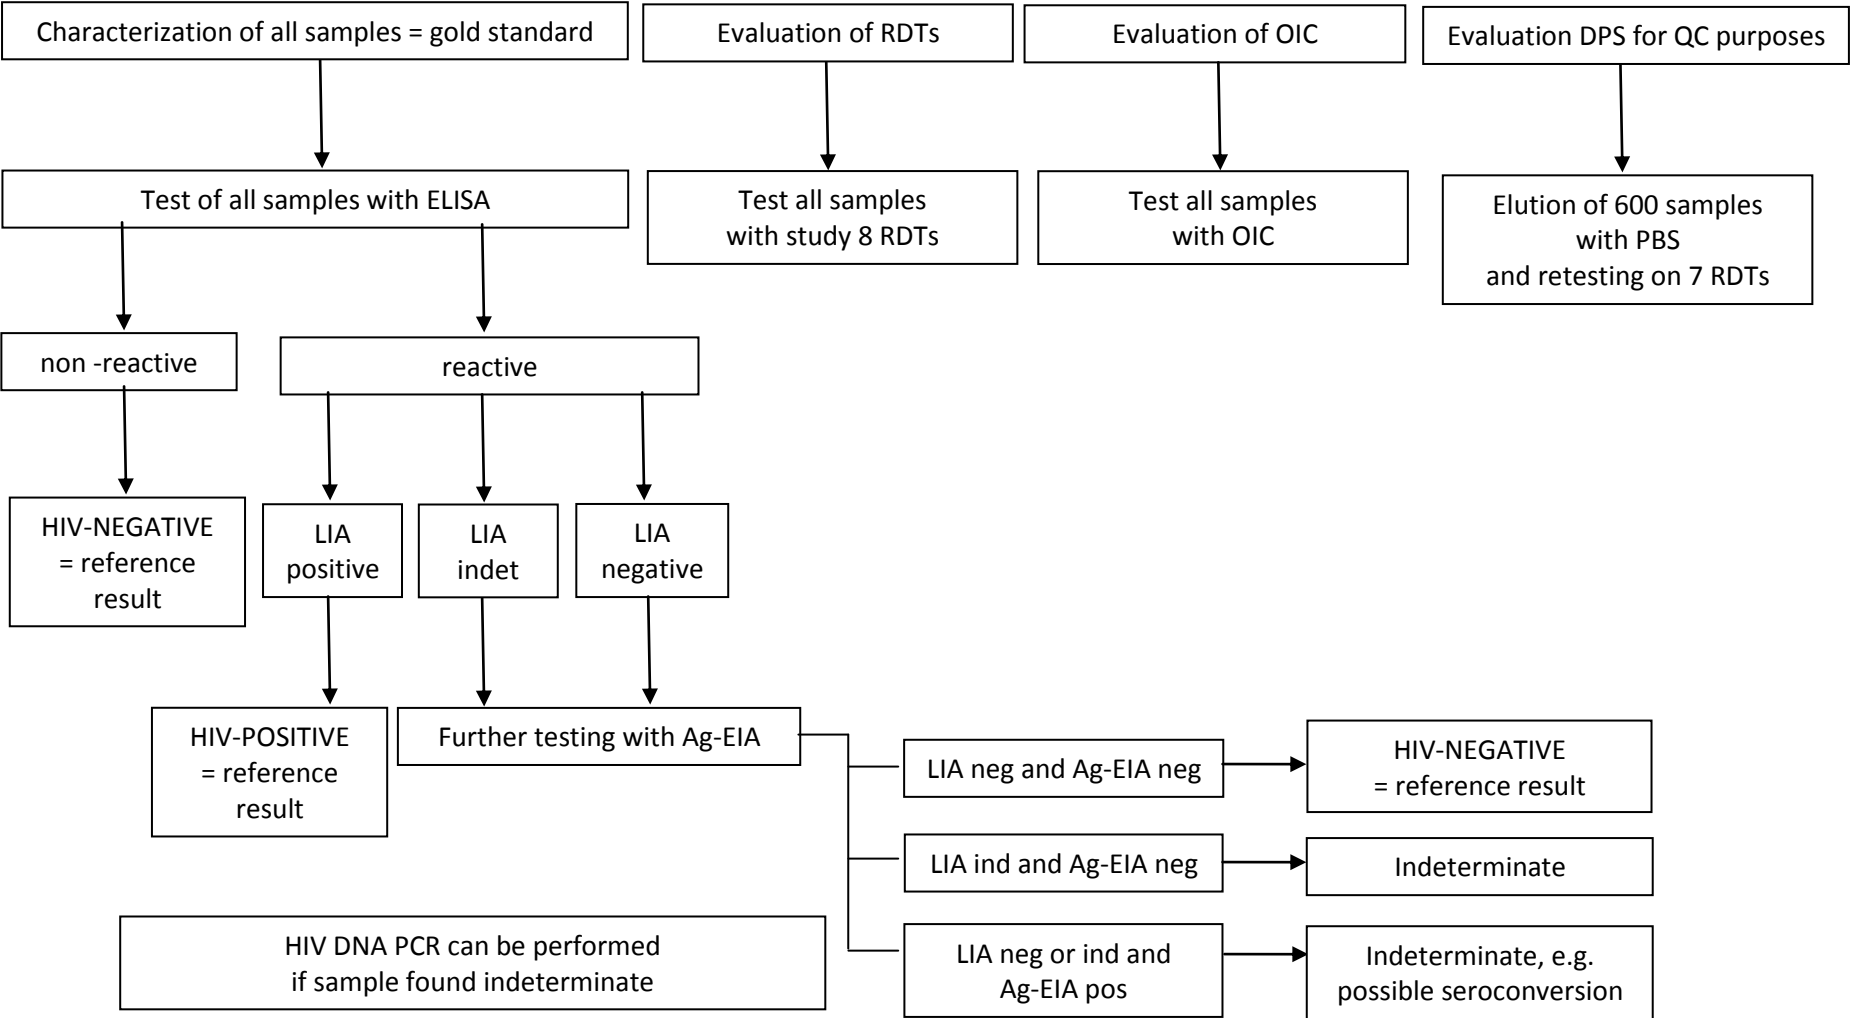 Characterization of all samples = gold standard
Evaluation of RDTs
Evaluation of OIC
Evaluation DPS for QC purposes
Test of all samples with ELISA
Test all samples
with study 8 RDTs
Test all samples
with OIC
Elution of 600 samples
with PBS
and retesting on 7 RDTs
non -reactive
reactive
HIV-NEGATIVE
= reference
result
LIA
positive
LIA
indet
LIA
negative
HIV-POSITIVE
= reference
result
Further testing with Ag-EIA
LIA neg and Ag-EIA neg
HIV-NEGATIVE
= reference result
LIA ind and Ag-EIA neg
Indeterminate
LIA neg or ind and
Ag-EIA pos
Indeterminate, e.g.
possible seroconversion
HIV DNA PCR can be performed
if sample found indeterminate